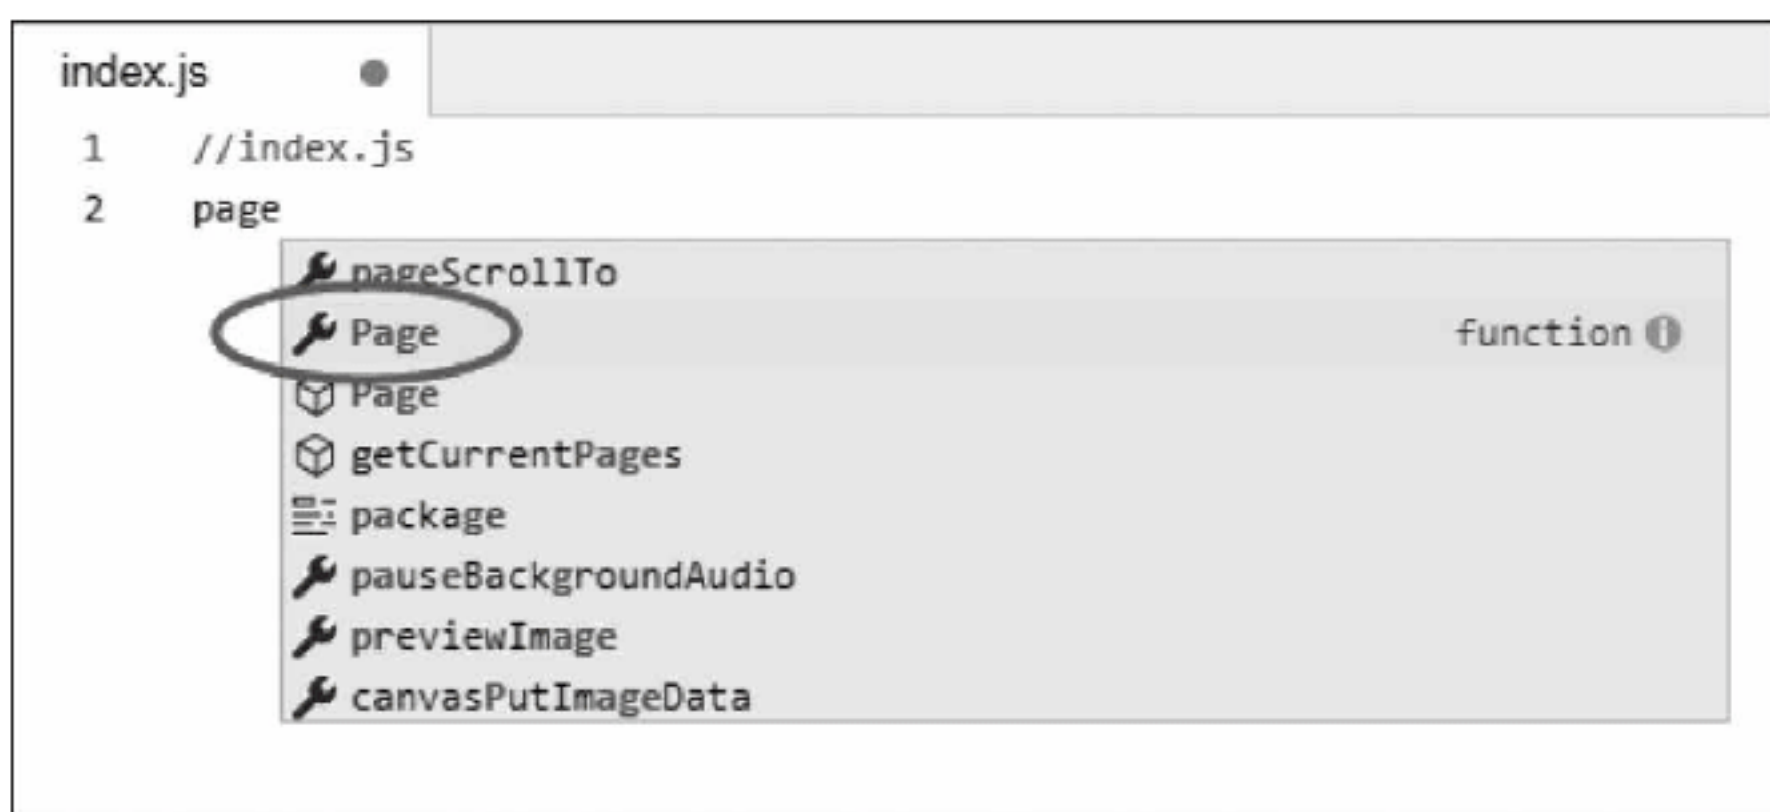 index.js
1 //index.js
2 page
pageScrollTo
Page function
Page
getCurrentPages
package
pauseBackgroundAudio
previewImage
canvasPutImageData